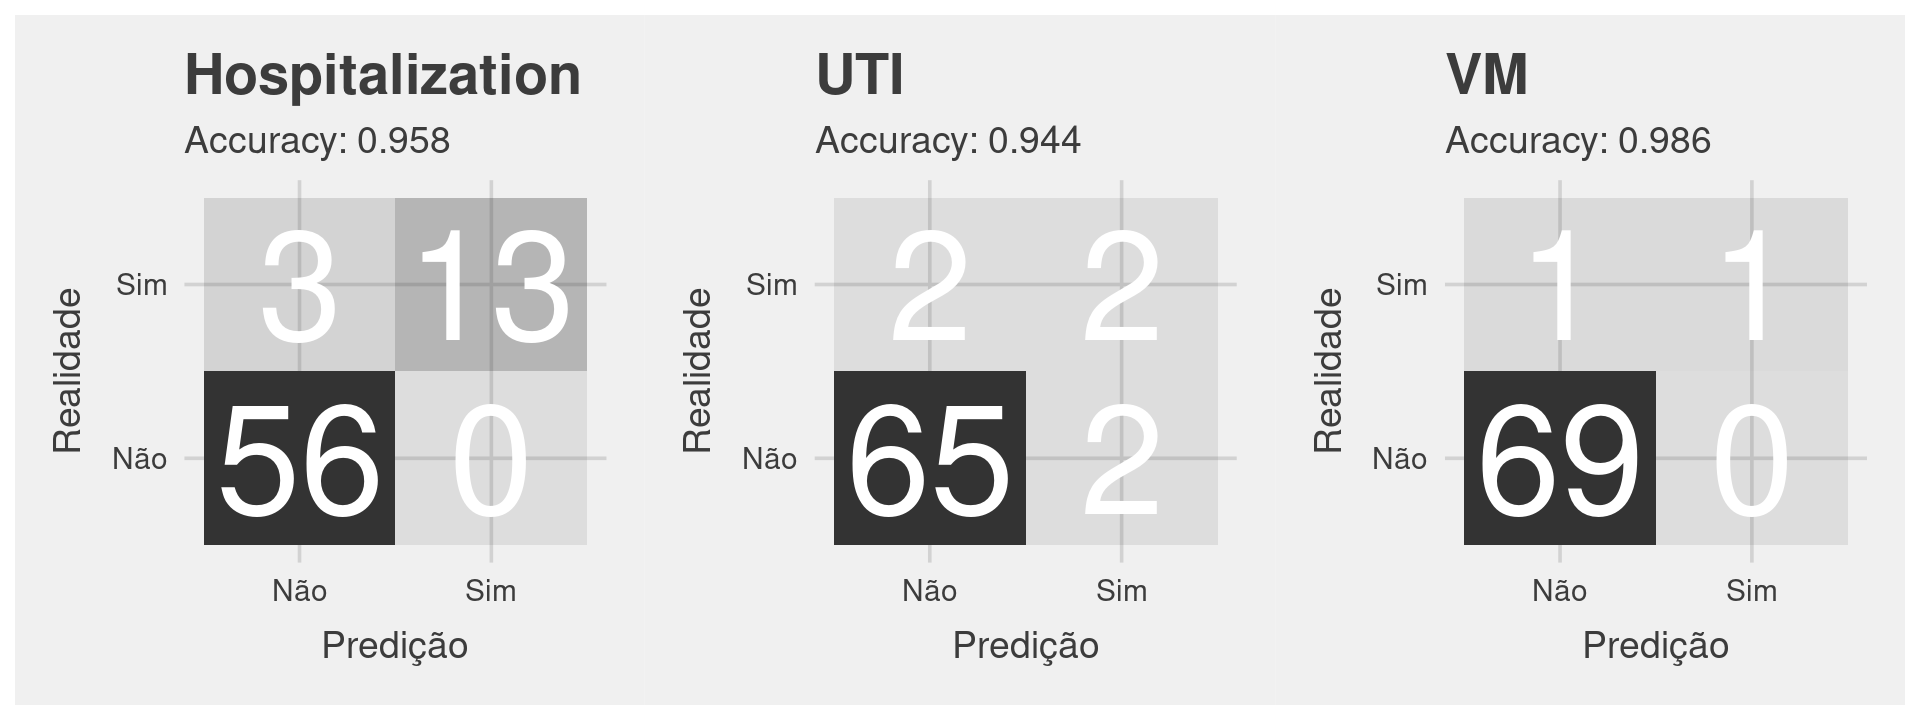 Hospitalization
Accuracy: 0.958
Realidade
Sim
3 13
Não
56 0
Não Sim
Predição
UTI
Accuracy: 0.944
Realidade
Sim
2 2
Não
65 2
Não Sim
Predição
VM
Accuracy: 0.986
Realidade
Sim
1 1
Não
69 0
Não Sim
Predição